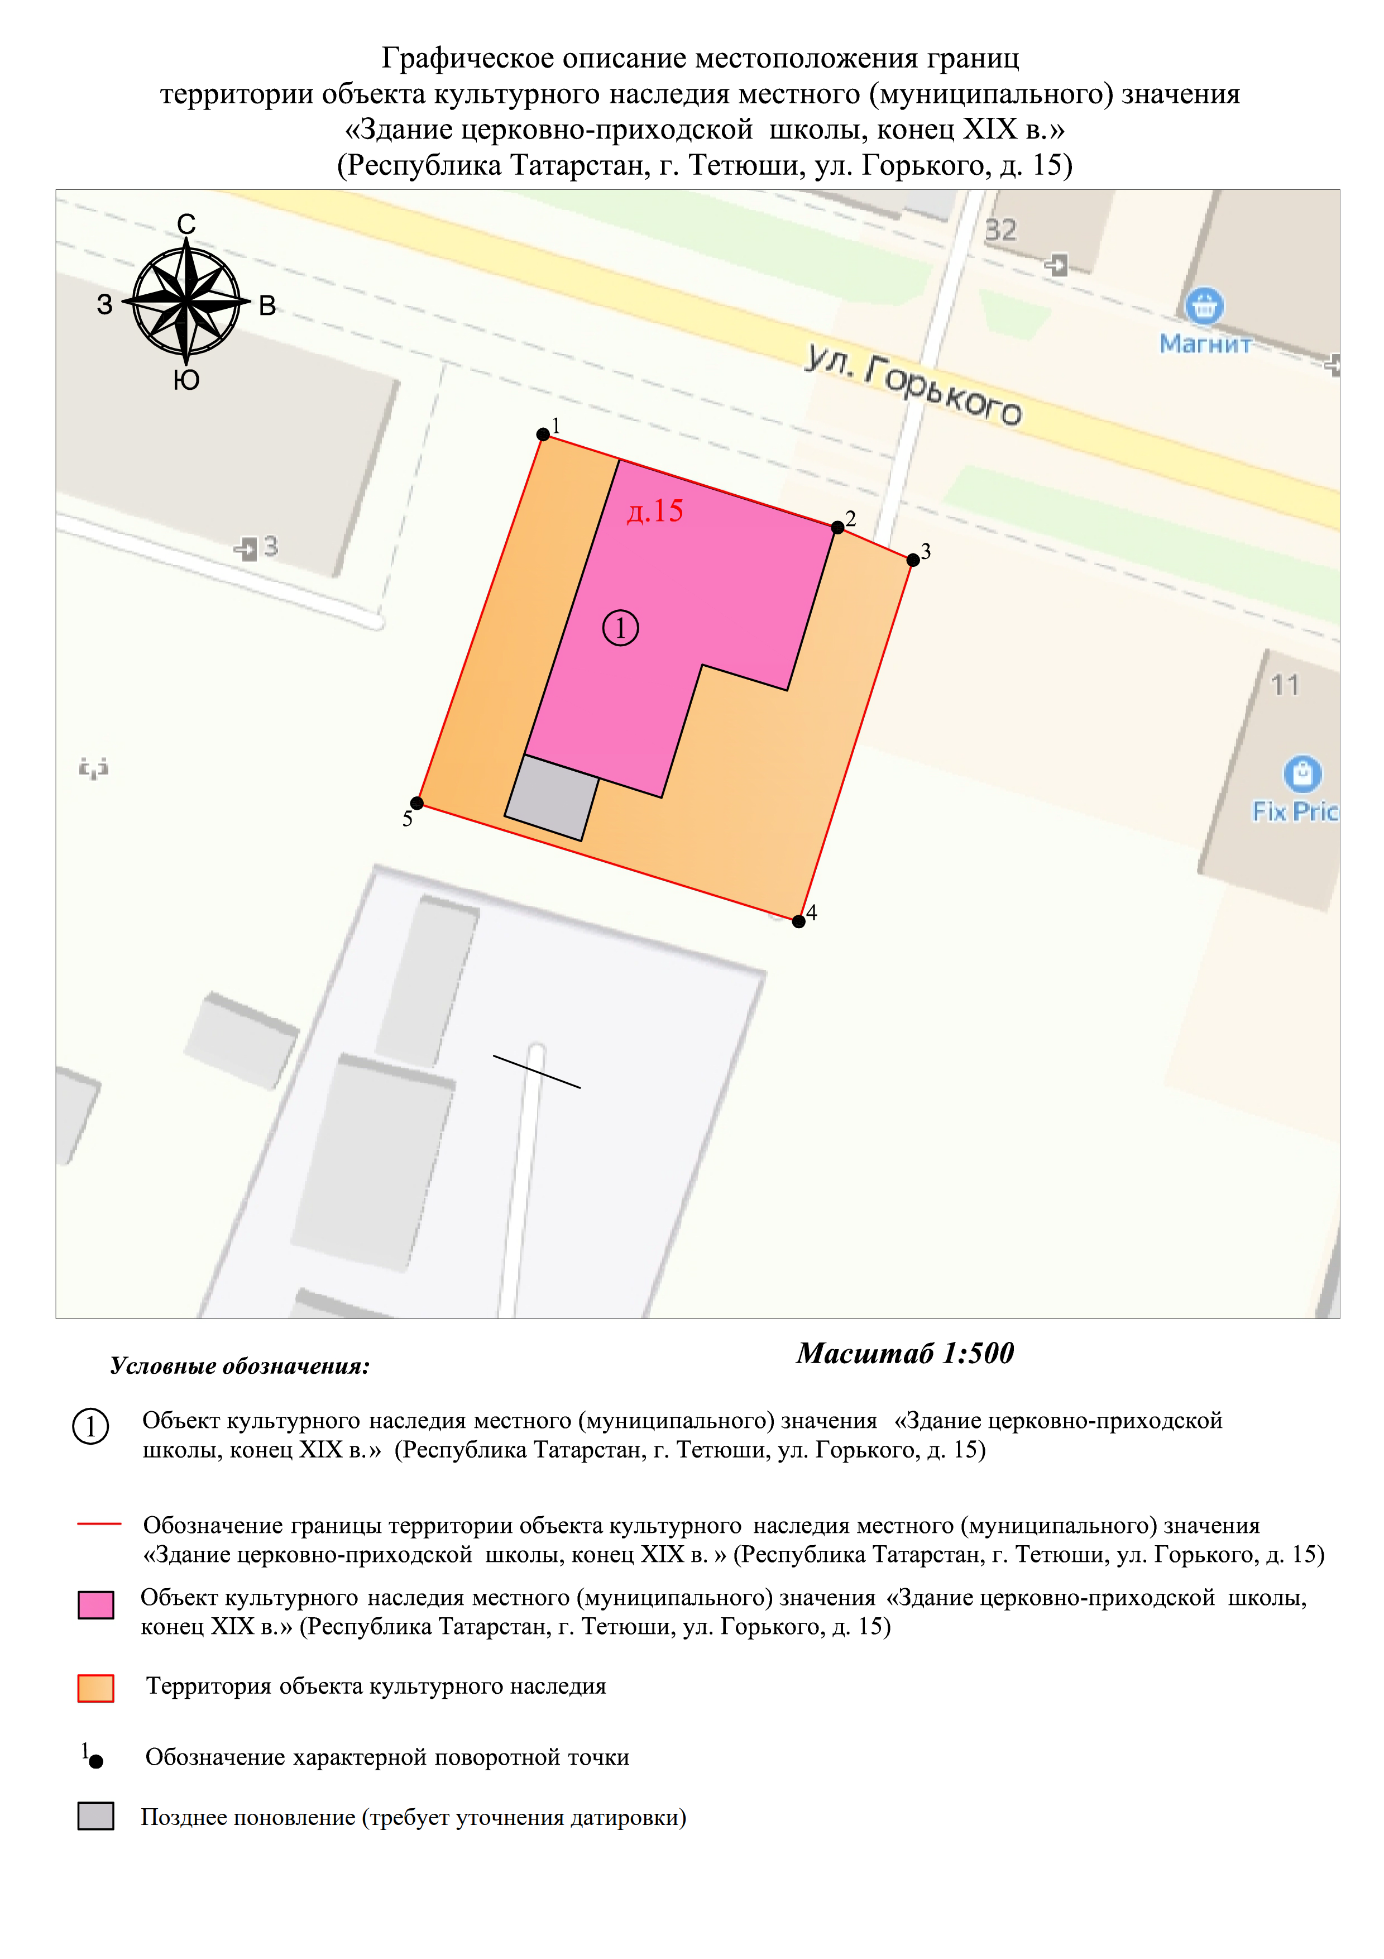 Графическое описание местоположения границ
территории объекта культурного наследия местного (муниципального) значения
«Здание церковно-приходской школы, конец XIX в.»
(Республика Татарстан, г. Тетюши, ул. Горького, д. 15)
С
З
В
Ю
32
Магнит
ул. Горького
1
д.15
2
3
3
1
11
Fix Pric
5
4
Масштаб 1:500
Условные обозначения:
1
Объект культурного наследия местного (муниципального) значения «Здание церковно-приходской
школы, конец XIX в.» (Республика Татарстан, г. Тетюши, ул. Горького, д. 15)
Обозначение границы территории объекта культурного наследия местного (муниципального) значения
«Здание церковно-приходской школы, конец XIX в. » (Республика Татарстан, г. Тетюши, ул. Горького, д. 15)
Объект культурного наследия местного (муниципального) значения «Здание церковно-приходской школы,
конец XIX в.» (Республика Татарстан, г. Тетюши, ул. Горького, д. 15)
Территория объекта культурного наследия
1
Обозначение характерной поворотной точки
Позднее поновление (требует уточнения датировки)